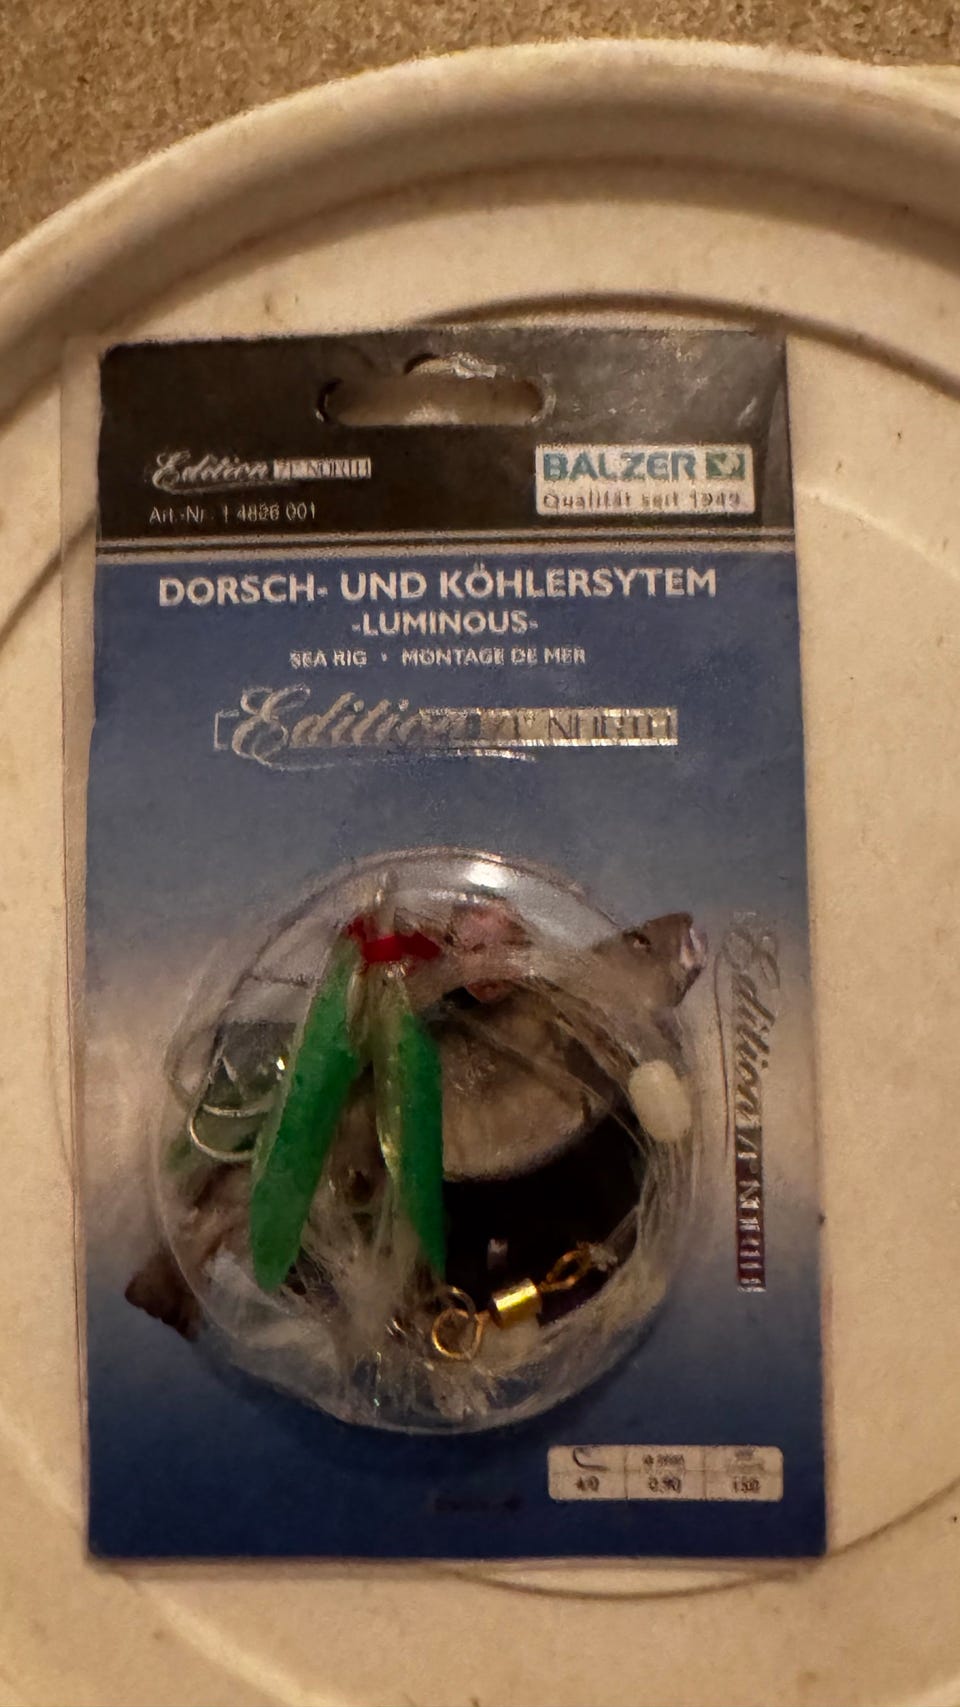 Edition 71° NORTH
BALZER
Qualität seit 1949
Art.-Nr. 1 4826 001
DORSCH- UND KÖHLERSYTEM
-LUMINOUS-
SEA RIG • MONTAGE DE MER
Edition 71° NORTH
Edition 71° NORTH
4/0 0,90 150